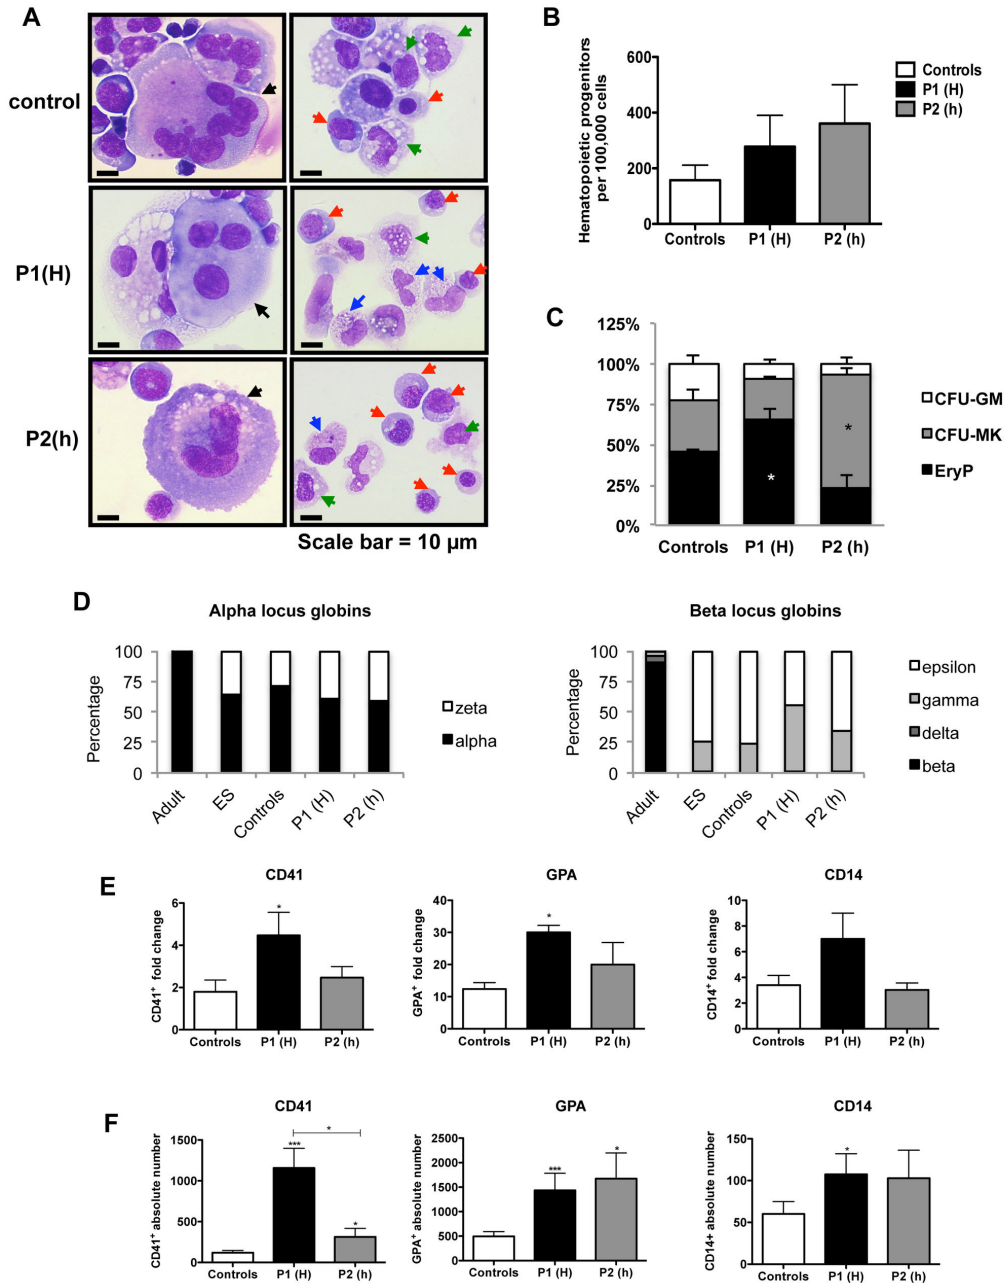 A
control
P1(H)
P2(h)
Scale bar = 10 µm
B
Hematopoietic progenitors
per 100,000 cells
600
400
200
0
Controls
P1 (H)
P2 (h)
Controls
P1 (H)
P2 (h)
C
125%
100%
75%
50%
25%
0%
*
*
Controls
P1 (H)
P2 (h)
CFU-GM
CFU-MK
EryP
D
Alpha locus globins
Percentage
100
75
50
25
0
Adult
ES
Controls
P1 (H)
P2 (h)
zeta
alpha
Beta locus globins
Percentage
100
75
50
25
0
Adult
ES
Controls
P1 (H)
P2 (h)
epsilon
gamma
delta
beta
E
CD41
CD41+ fold change
6
4
2
0
*
Controls
P1 (H)
P2 (h)
GPA
GPA+ fold change
40
30
20
10
0
*
Controls
P1 (H)
P2 (h)
CD14
CD14+ fold change
10
8
6
4
2
0
Controls
P1 (H)
P2 (h)
F
CD41
CD41+ absolute number
1500
1000
500
0
*
***
*
Controls
P1 (H)
P2 (h)
GPA
GPA+ absolute number
2500
2000
1500
1000
500
0
***
*
Controls
P1 (H)
P2 (h)
CD14
CD14+ absolute number
150
100
50
0
*
Controls
P1 (H)
P2 (h)